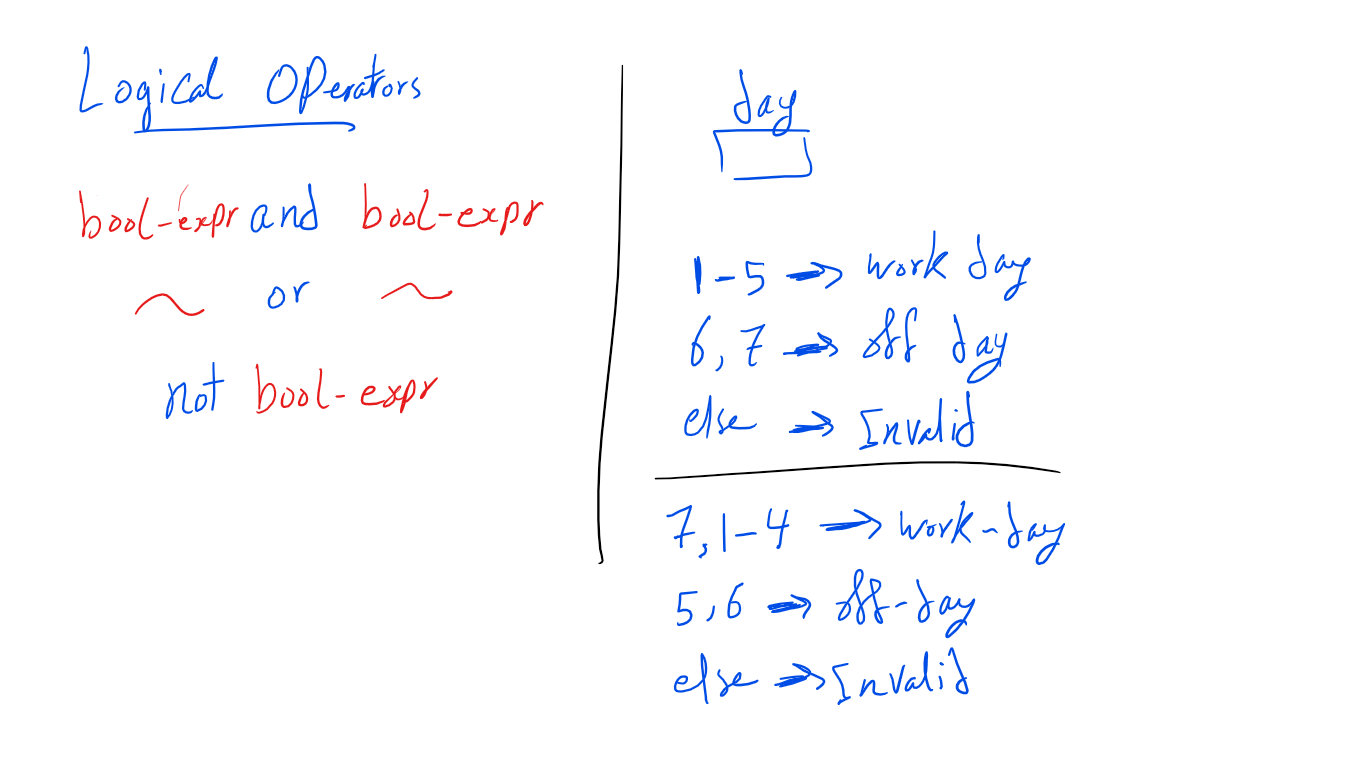 Logical Operators
bool-expr and bool-expr
~ or ~
not bool-expr
day
1-5 → work day
6, 7 → off day
else → Invalid
7, 1-4 → work-day
5, 6 → off-day
else → Invalid